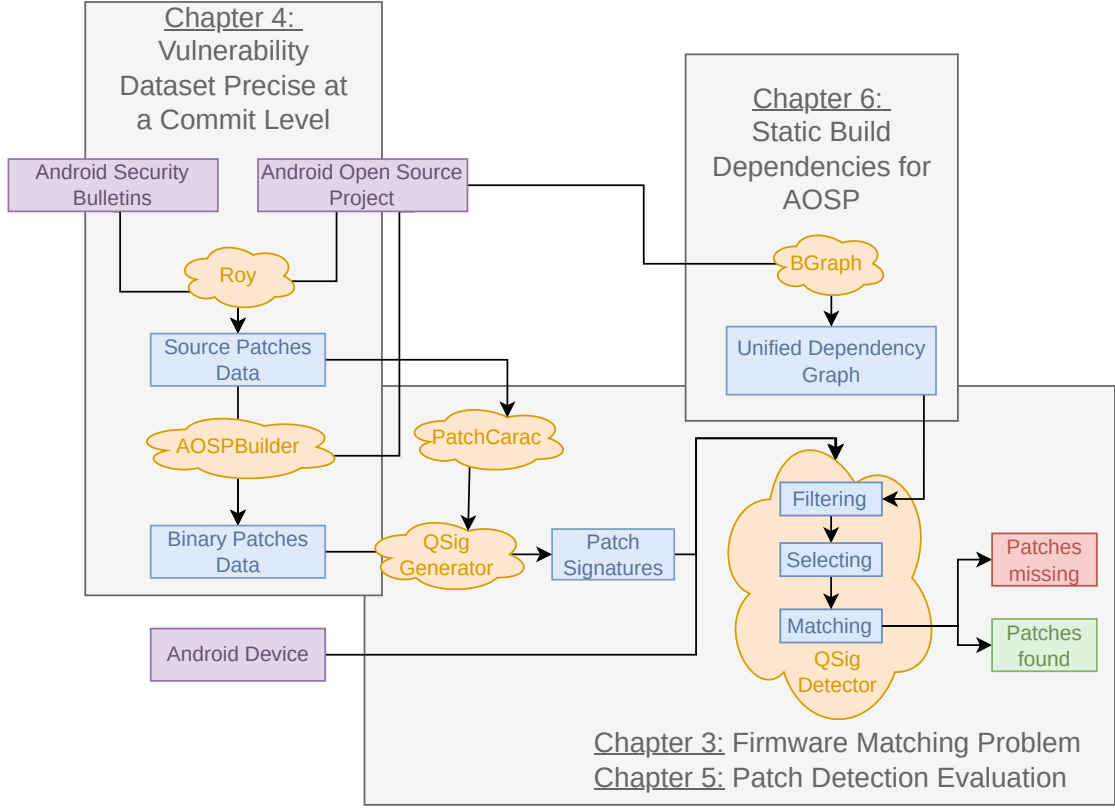 Chapter 4:
Vulnerability
Dataset Precise at
a Commit Level
Chapter 6:
Static Build
Dependencies for
AOSP
Android Security
Bulletins
Android Open Source
Project
Roy
BGraph
Source Patches
Data
Unified Dependency
Graph
AOSPBuilder
PatchCarac
Filtering
Binary Patches
Data
QSig
Generator
Patch
Signatures
Selecting
Patches
missing
Matching
Patches
found
Android Device
QSig
Detector
Chapter 3: Firmware Matching Problem
Chapter 5: Patch Detection Evaluation